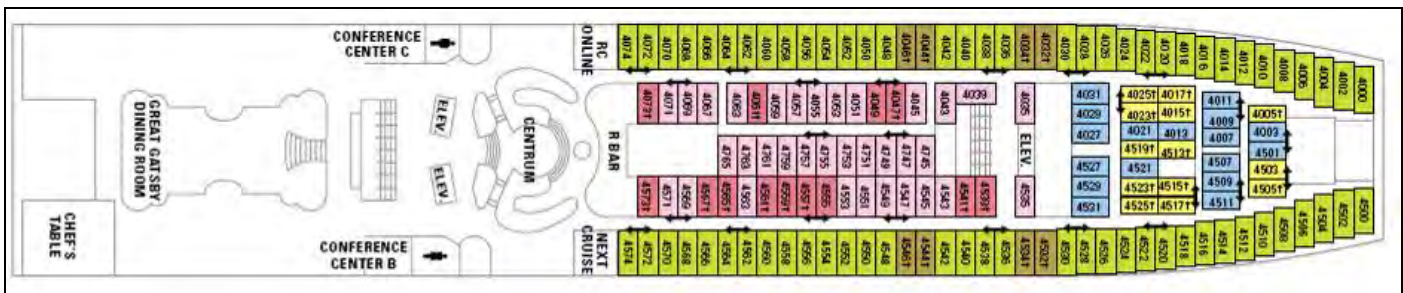 CONFERENCE
CENTER C
RC
ONLINE
4074 4072 4070 4068 4066 4064 4062 4060 4058 4056 4054 4052 4050 4048 4046† 4044† 4042 4040 4038 4036 4034† 4032† 4030 4028 4026 4024 4022 4020 4018 4016 4014 4012 4010 4008 4006 4004 4002 4000
GREAT GATSBY
DINING ROOM
ELEV.
ELEV.
CENTRUM
R BAR
4073† 4071 4069 4067 4063 4061† 4059 4057 4055 4053 4051 4049 4047† 4045 4043 4039 4035
4765 4763 4761 4759 4757 4755 4753 4751 4749 4747 4745
ELEV.
4573† 4571 4569 4567† 4565† 4563 4561† 4559† 4557† 4555 4553 4551 4549 4547 4545 4543 4541† 4539† 4535
4031
4029
4027
4527
4529
4531
4025† 4017†
4023† 4015†
4021 4013
4519† 4513†
4521
4523† 4515†
4525† 4517†
4011
4009
4007
4507
4509
4511
4005†
4003
4501
4503
4505†
CHEF'S
TABLE
CONFERENCE
CENTER B
NEXT
CRUISE
4574 4572 4570 4568 4566 4564 4562 4560 4558 4556 4554 4552 4550 4548 4546† 4544† 4542 4540 4538 4536 4534† 4532† 4530 4528 4526 4524 4522 4520 4518 4516 4514 4512 4510 4508 4506 4504 4502 4500